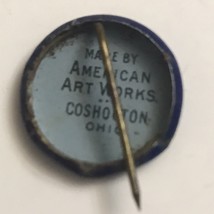 MADE BY
AMERICAN
ART WORKS.
COSHOCTON
OHIO